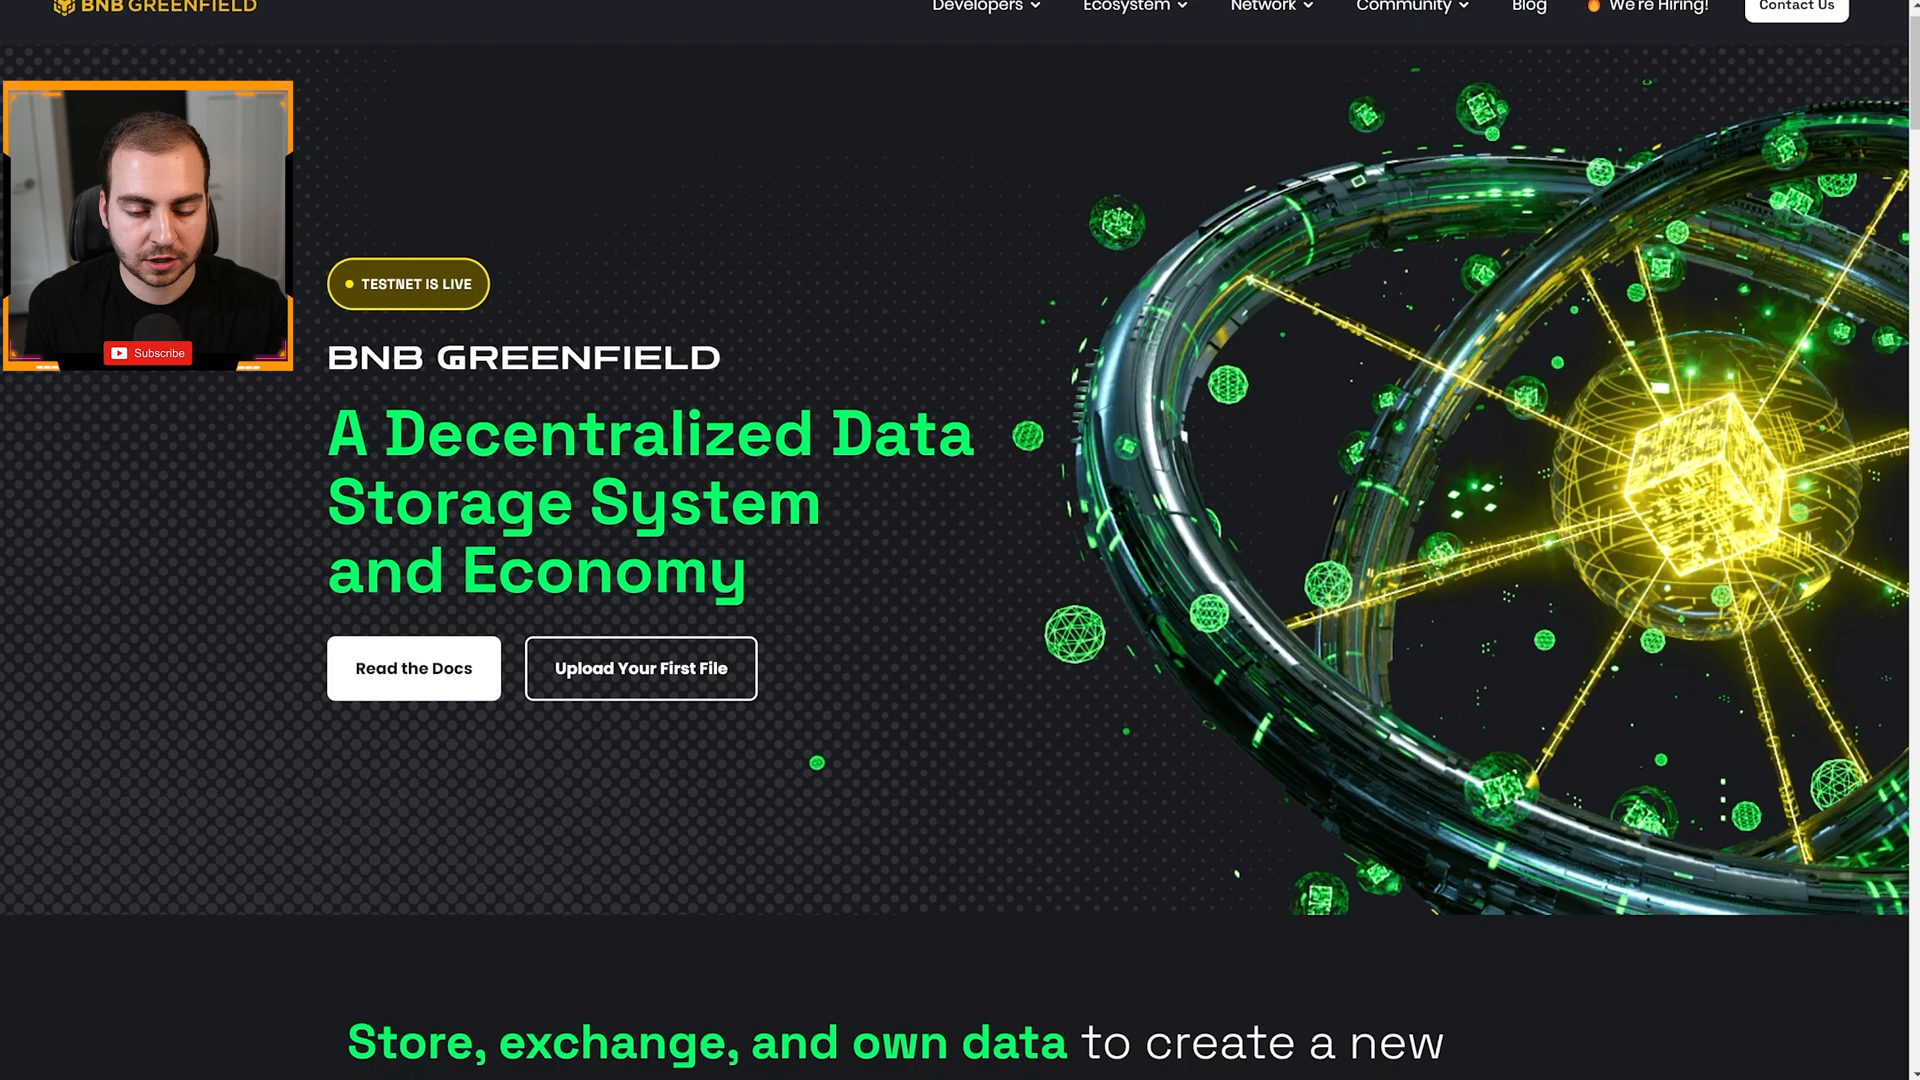 BNB GREENFIELD
Developers
Ecosystem
Network
Community
Blog
We're Hiring!
Contact Us
Subscribe
TESTNET IS LIVE
BNB GREENFIELD
A Decentralized Data
Storage System
and Economy
Read the Docs
Upload Your First File
Store, exchange, and own data to create a new